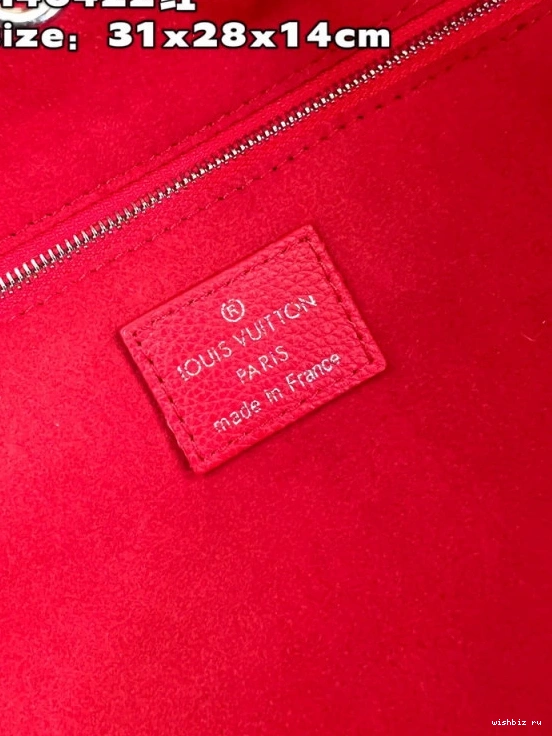 ize: 31x28x14cm
®
LOUIS VUITTON
PARIS
made in France
wishbiz ru